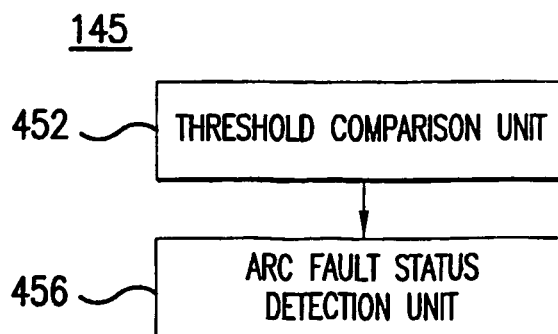 145
452
THRESHOLD COMPARISON UNIT
456
ARC FAULT STATUS
DETECTION UNIT